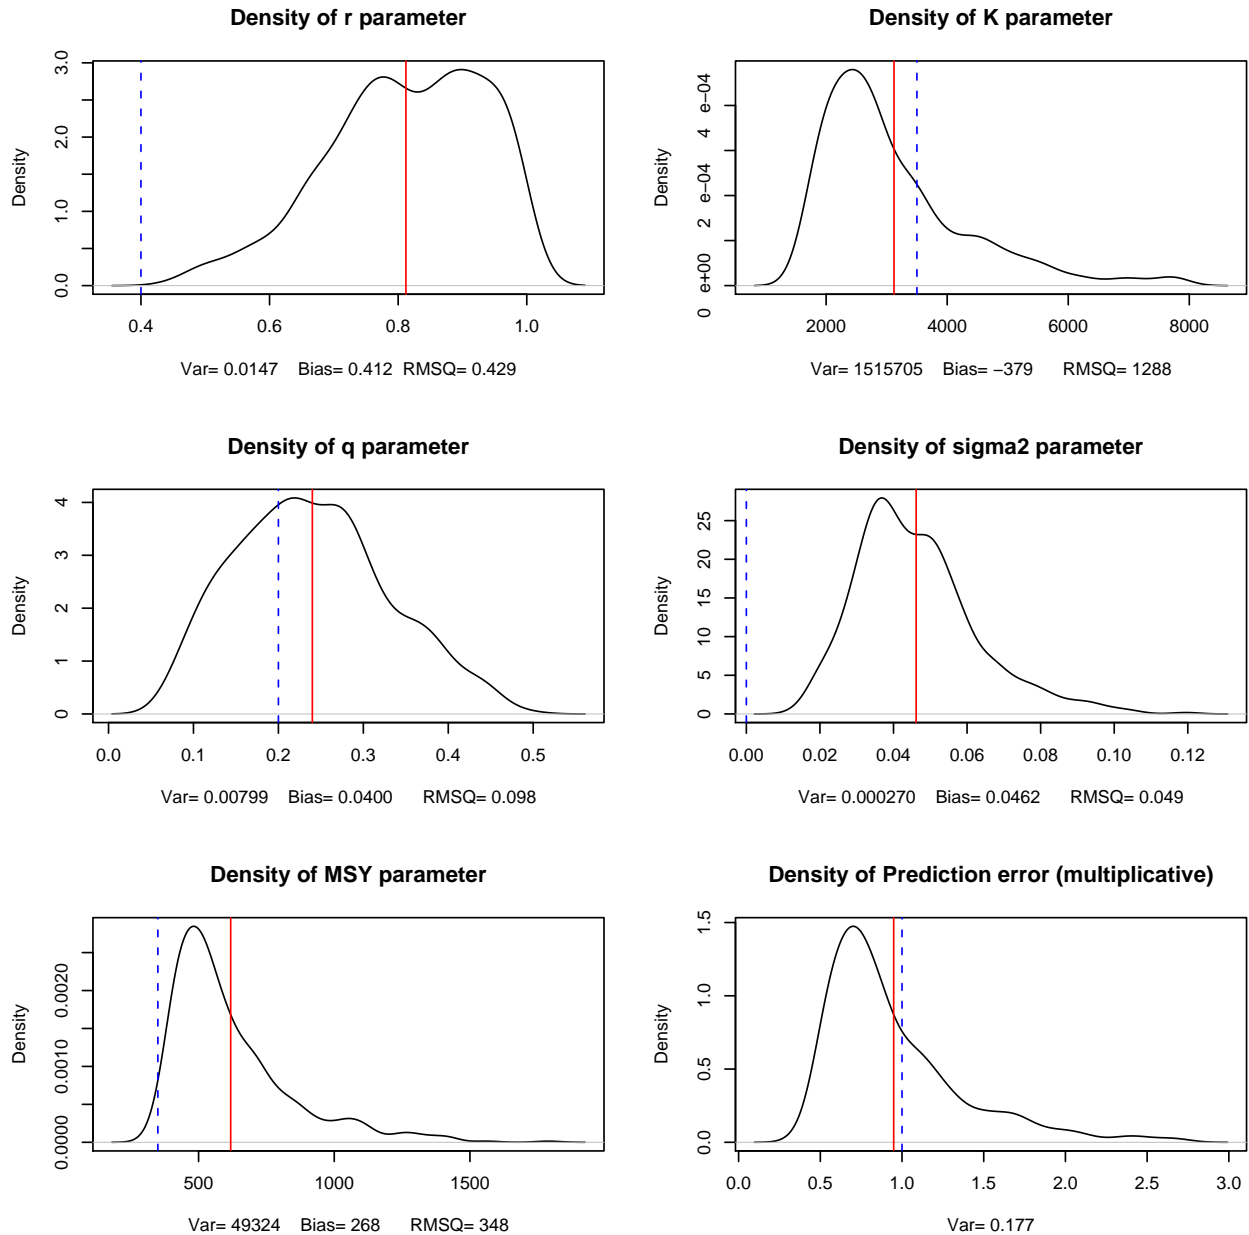 Density of r parameter
Density
0.0 1.0 2.0 3.0
0.4 0.6 0.8 1.0
Var= 0.0147 Bias= 0.412 RMSQ= 0.429
Density of K parameter
Density
0 e+00 2 e−04 4 e−04
2000 4000 6000 8000
Var= 1515705 Bias= −379 RMSQ= 1288
Density of q parameter
Density
0 1 2 3 4
0.0 0.1 0.2 0.3 0.4 0.5
Var= 0.00799 Bias= 0.0400 RMSQ= 0.098
Density of sigma2 parameter
Density
0 5 10 15 20 25
0.00 0.02 0.04 0.06 0.08 0.10 0.12
Var= 0.000270 Bias= 0.0462 RMSQ= 0.049
Density of MSY parameter
Density
0.0000 0.0010 0.0020
500 1000 1500
Var= 49324 Bias= 268 RMSQ= 348
Density of Prediction error (multiplicative)
Density
0.0 0.5 1.0 1.5
0.0 0.5 1.0 1.5 2.0 2.5 3.0
Var= 0.177